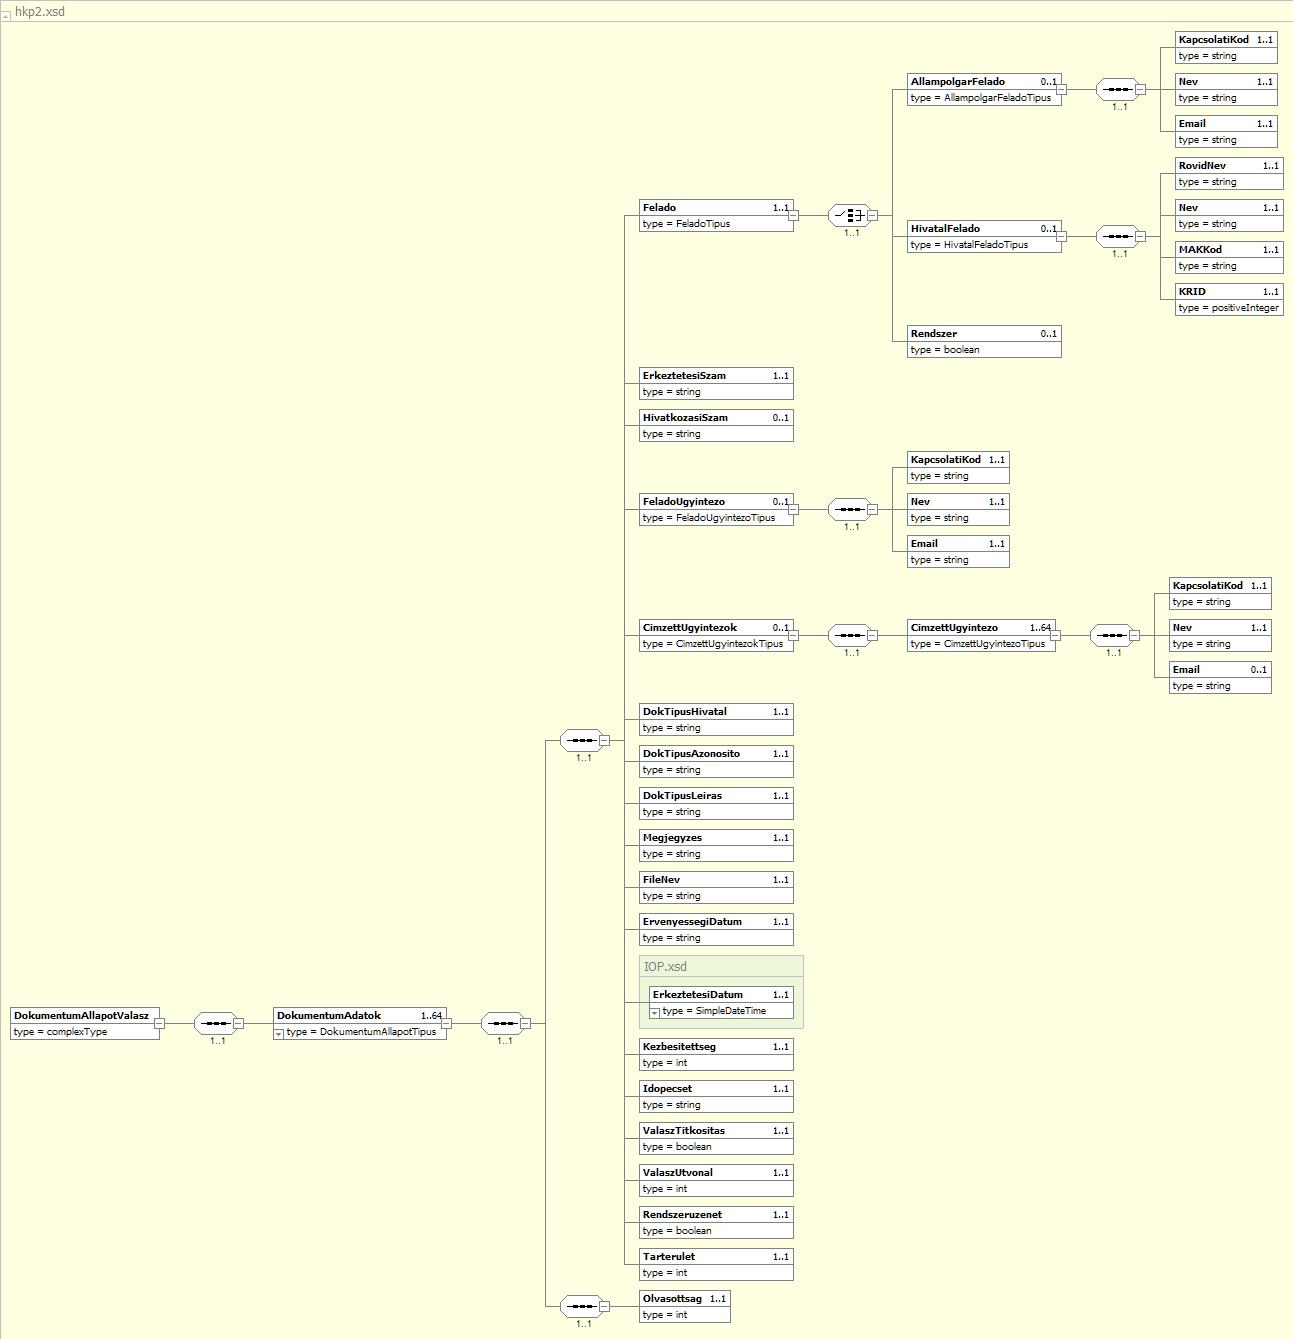 hkp2.xsd
KapcsolatiKod 1..1
type = string
AllampolgarFelado 0..1
type = AllampolgarFeladoTipus
1..1
Nev 1..1
type = string
Email 1..1
type = string
Felado 1..1
type = FeladoTipus
1..1
HivatalFelado 0..1
type = HivatalFeladoTipus
1..1
RovidNev 1..1
type = string
Nev 1..1
type = string
MAKKod 1..1
type = string
KRID 1..1
type = positiveInteger
Rendszer 0..1
type = boolean
ErkeztetesiSzam 1..1
type = string
HivatkozasiSzam 0..1
type = string
FeladoUgyintezo 0..1
type = FeladoUgyintezoTipus
1..1
KapcsolatiKod 1..1
type = string
Nev 1..1
type = string
Email 1..1
type = string
CimzettUgyintezok 0..1
type = CimzettUgyintezokTipus
1..1
CimzettUgyintezo 1..64
type = CimzettUgyintezoTipus
1..1
KapcsolatiKod 1..1
type = string
Nev 1..1
type = string
Email 0..1
type = string
DokTipusHivatal 1..1
type = string
1..1
DokTipusAzonosito 1..1
type = string
DokTipusLeiras 1..1
type = string
Megjegyzes 1..1
type = string
FileNev 1..1
type = string
ErvenyessegiDatum 1..1
type = string
IOP.xsd
ErkeztetesiDatum 1..1
type = SimpleDateTime
DokumentumAllapotValasz
type = complexType
1..1
DokumentumAdatok 1..64
type = DokumentumAllapotTipus
1..1
Kezbesitettseg 1..1
type = int
Idopecset 1..1
type = string
ValaszTitkositas 1..1
type = boolean
ValaszUtvonal 1..1
type = int
Rendszeruzenet 1..1
type = boolean
Tarterulet 1..1
type = int
1..1
Olvasottsag 1..1
type = int